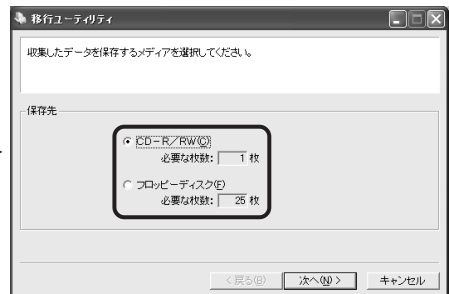 移行ユーティリティ
収集したデータを保存するメディアを選択してください。
保存先
CD-R/RW(C)
必要な枚数: 1 枚
フロッピーディスク(F)
必要な枚数: 25 枚
< 戻る(B) 次へ(N) > キャンセル